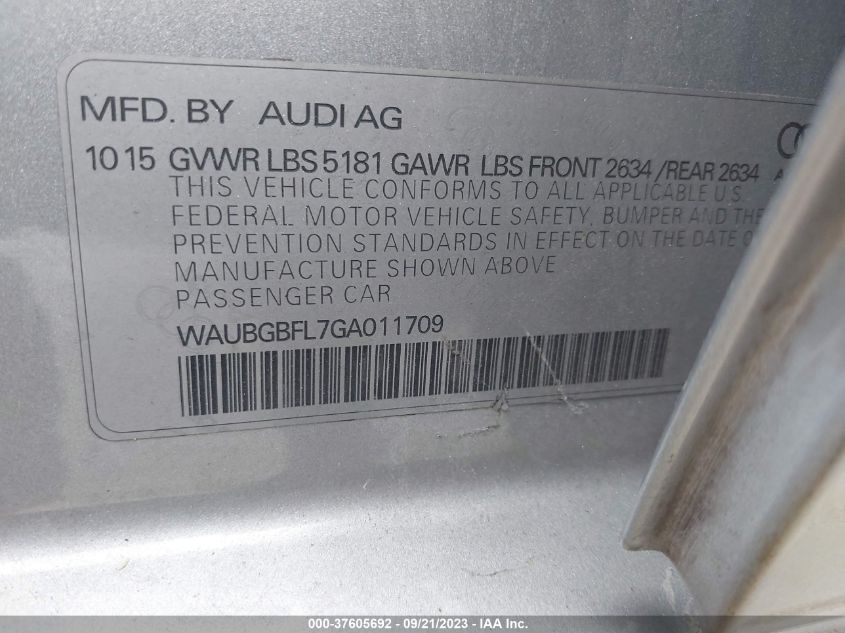 MFD. BY AUDI AG
10 15 GVWR LBS 5181 GAWR LBS FRONT 2634 /REAR 2634
THIS VEHICLE CONFORMS TO ALL APPLICABLE U.S.
FEDERAL MOTOR VEHICLE SAFETY, BUMPER AND THE
PREVENTION STANDARDS IN EFFECT ON THE DATE O
MANUFACTURE SHOWN ABOVE
PASSENGER CAR
WAUBGBFL7GA011709
000-37605692 - 09/21/2023 - Copyright © 2023 IAA, Inc.